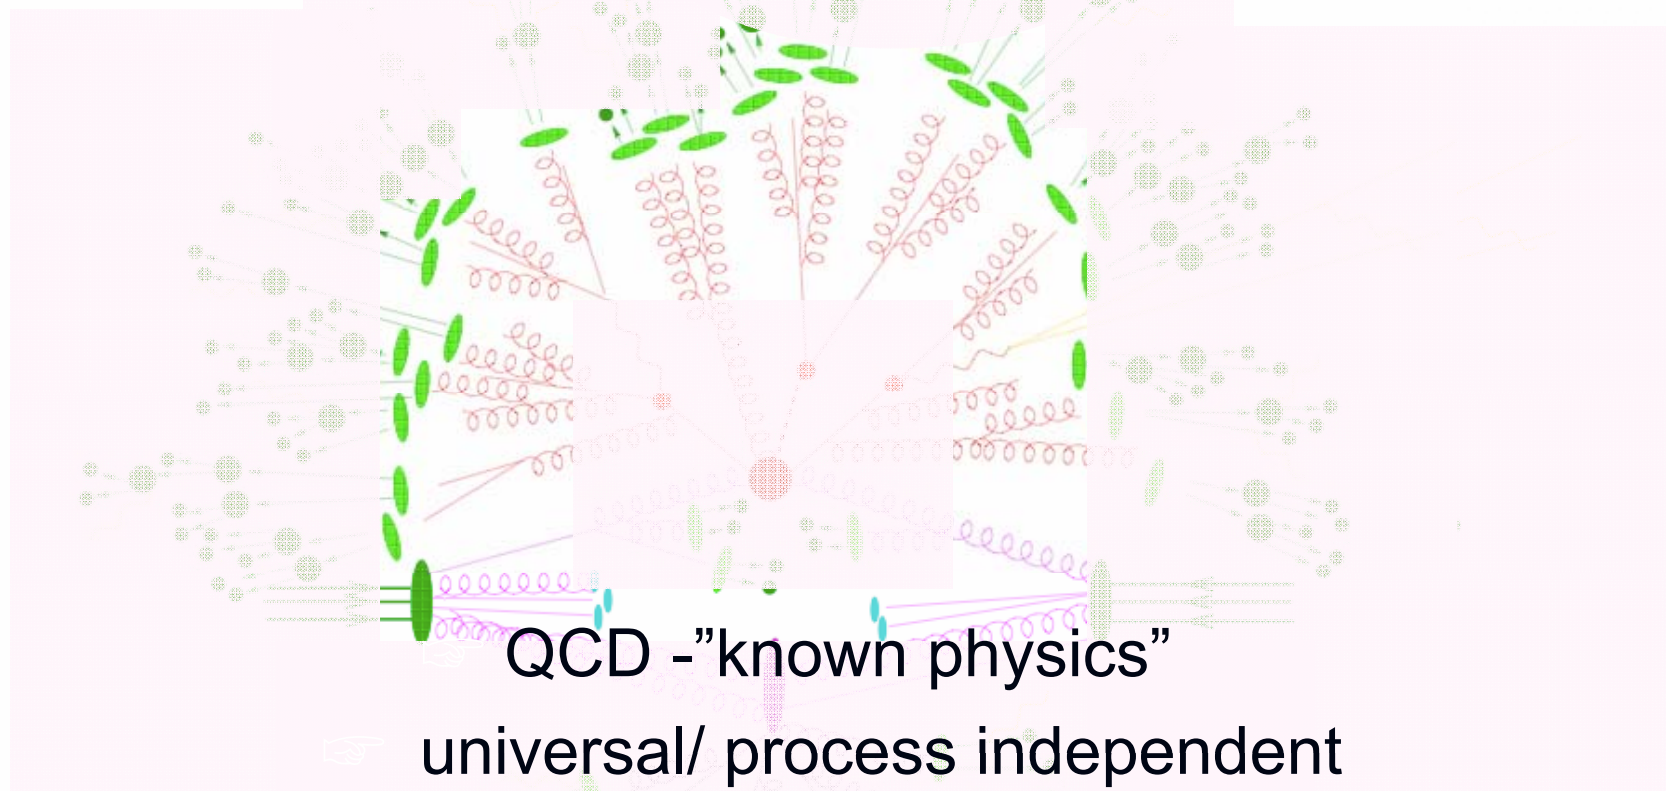 QCD -”known physics”
universal/ process independent